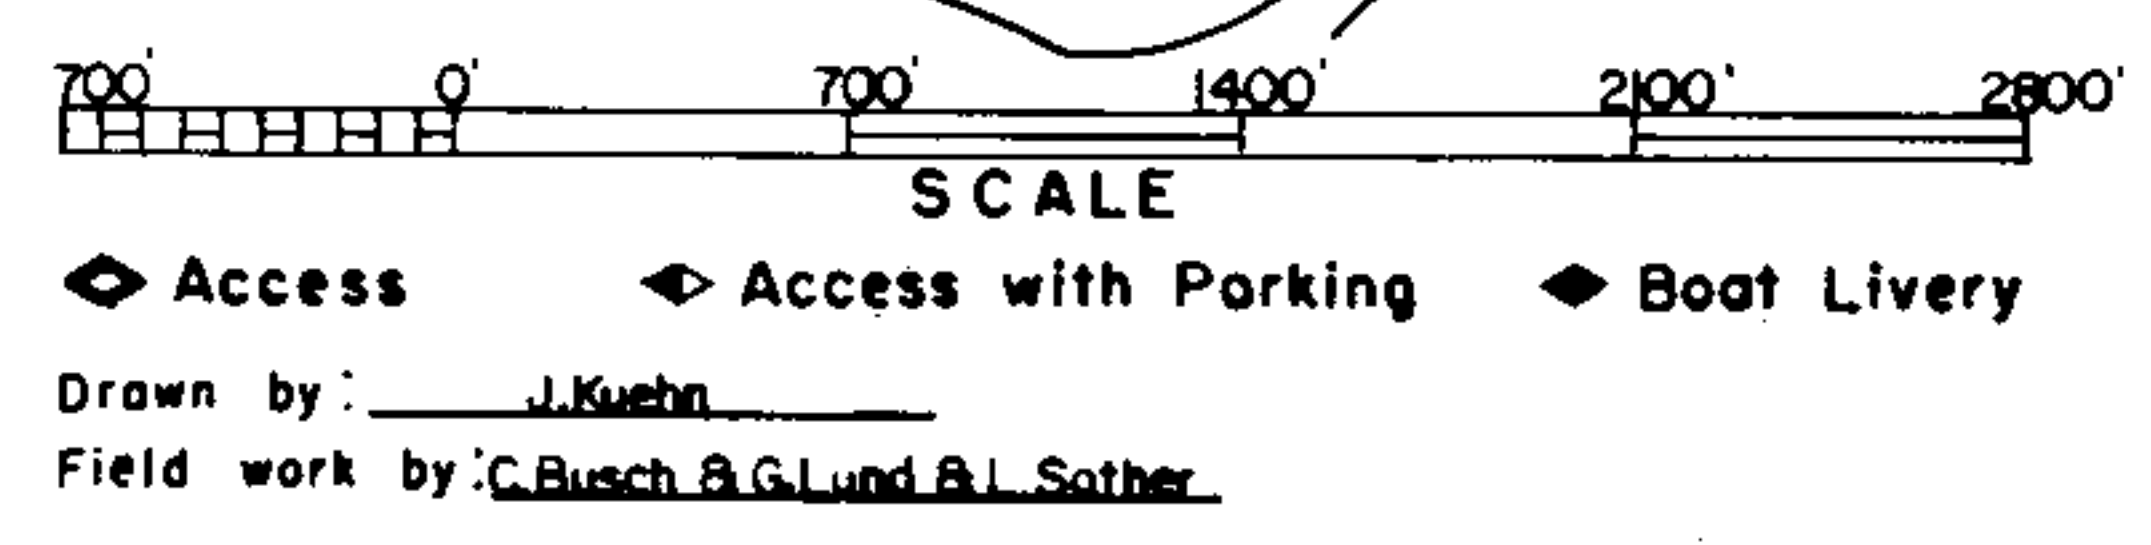 700' 0' 700' 1400' 2100' 2800'
SCALE
Access Access with Parking Boat Livery
Drawn by: J.Kuehn
Field work by: C.Busch & G.Lund & L.Sather